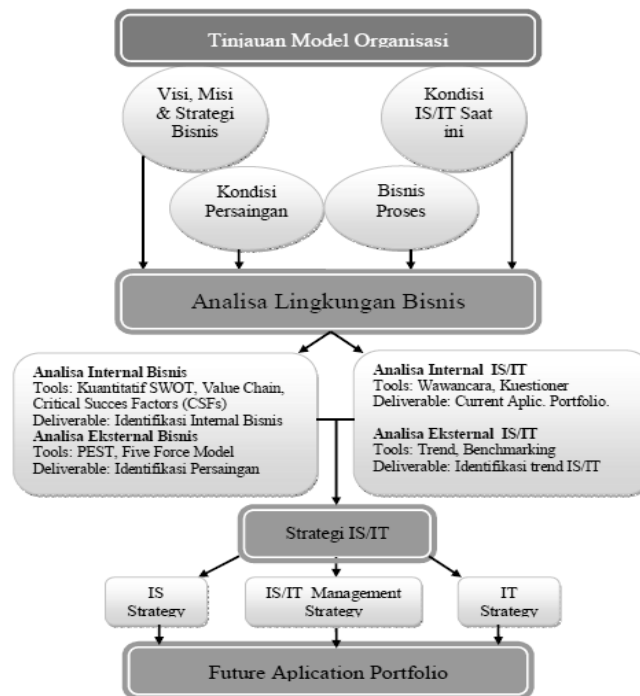 Tinjauan Model Organisasi
Visi, Misi
& Strategi
Bisnis
Kondisi
IS/IT Saat
ini
Kondisi
Persaingan
Bisnis
Proses
Analisa Lingkungan Bisnis
Analisa Internal Bisnis
Tools: Kuantitatif SWOT, Value Chain,
Critical Succes Factors (CSFs)
Deliverable: Identifikasi Internal Bisnis
Analisa Eksternal Bisnis
Tools: PEST, Five Force Model
Deliverable: Identifikasi Persaingan
Analisa Internal IS/IT
Tools: Wawancara, Kuestioner
Deliverable: Current Aplic. Portfolio.
Analisa Eksternal IS/IT
Tools: Trend, Benchmarking
Deliverable: Identifikasi trend IS/IT
Strategi IS/IT
IS
Strategy
IS/IT Management
Strategy
IT
Strategy
Future Aplication Portfolio